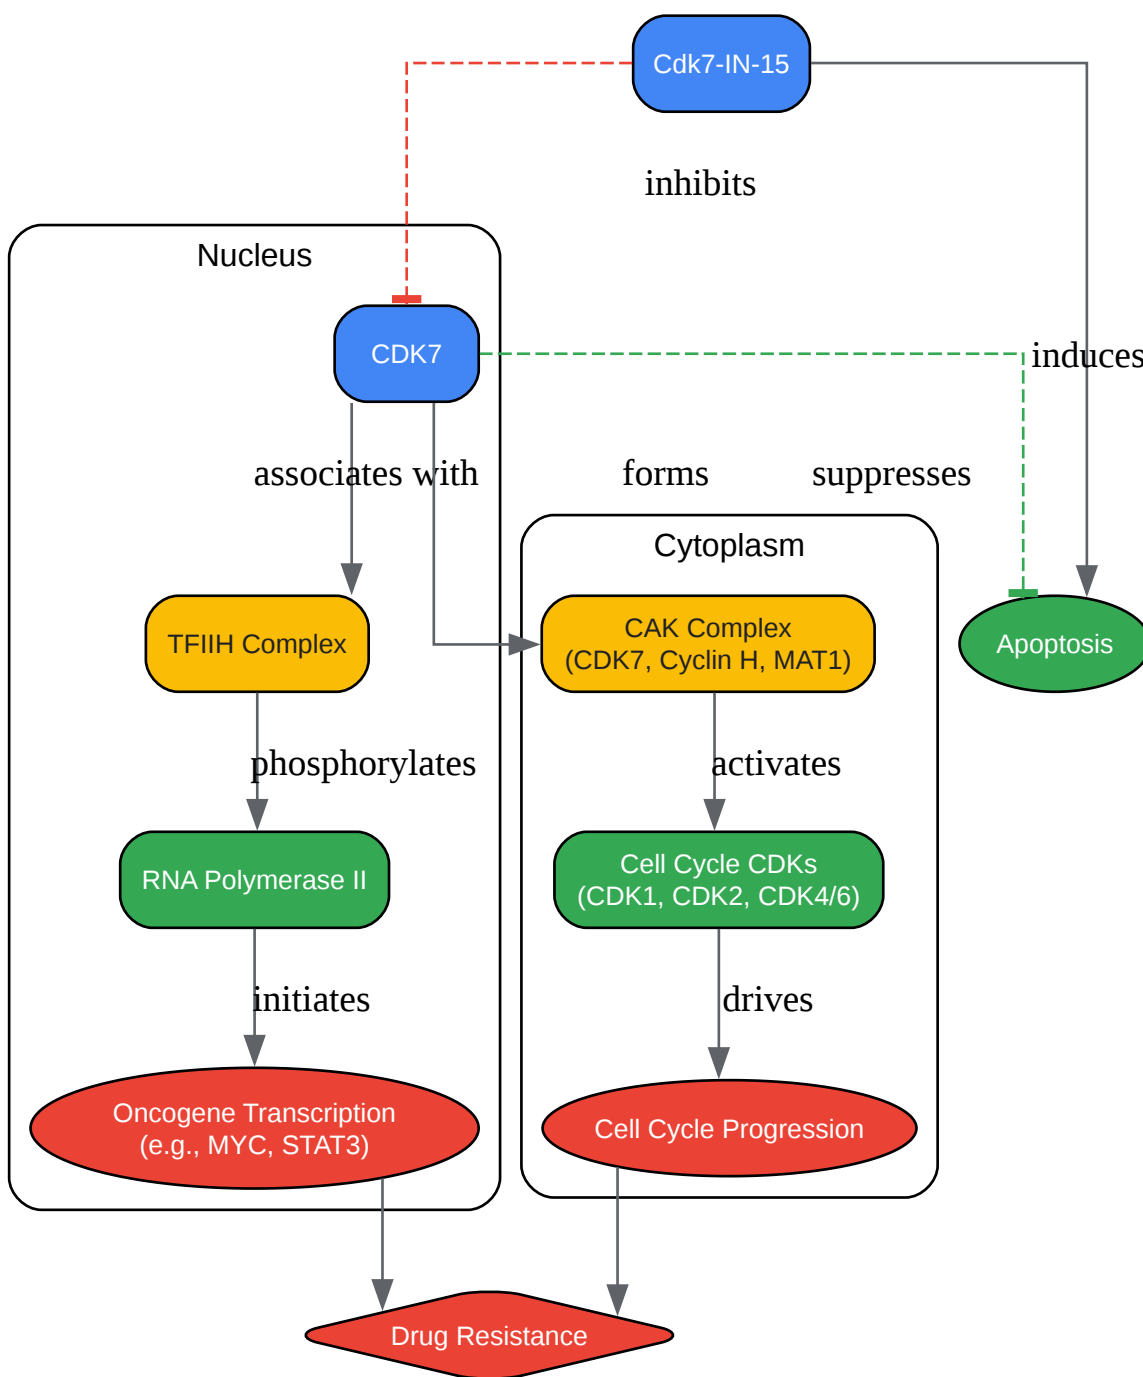 Cdk7-IN-15
inhibits
Nucleus
CDK7
induces
associates with
forms
suppresses
Cytoplasm
TFIIH Complex
CAK Complex
(CDK7, Cyclin H, MAT1)
Apoptosis
phosphorylates
activates
RNA Polymerase II
Cell Cycle CDKs
(CDK1, CDK2, CDK4/6)
initiates
drives
Oncogene Transcription
(e.g., MYC, STAT3)
Cell Cycle Progression
Drug Resistance